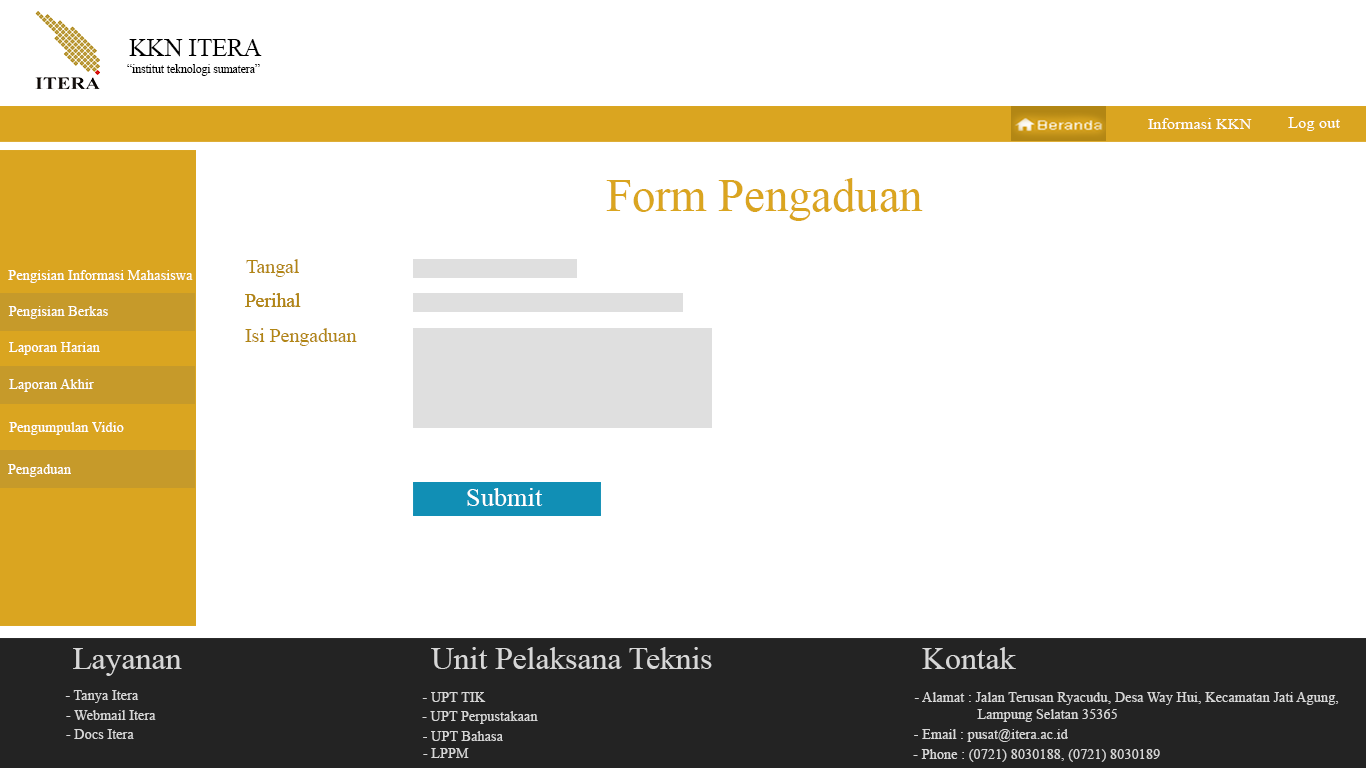 ITERA
KKN ITERA
“institut teknologi sumatera”
Beranda
Informasi KKN
Log out
Pengisian Informasi Mahasiswa
Pengisian Berkas
Laporan Harian
Laporan Akhir
Pengumpulan Vidio
Pengaduan
Form Pengaduan
Tangal
Perihal
Isi Pengaduan
Submit
Layanan
- Tanya Itera
- Webmail Itera
- Docs Itera
Unit Pelaksana Teknis
- UPT TIK
- UPT Perpustakaan
- UPT Bahasa
- LPPM
Kontak
- Alamat : Jalan Terusan Ryacudu, Desa Way Hui, Kecamatan Jati Agung,
Lampung Selatan 35365
- Email : pusat@itera.ac.id
- Phone : (0721) 8030188, (0721) 8030189